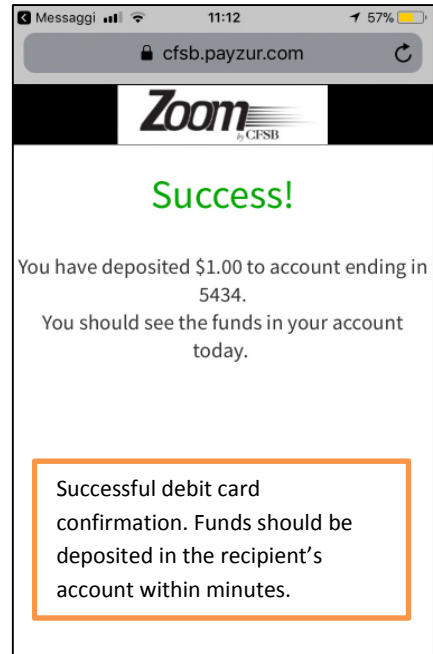 Messaggi 11:12 57%
cfsb.payzur.com
Zoom
by CFSB
Success!
You have deposited $1.00 to account ending in
5434.
You should see the funds in your account
today.
Successful debit card
confirmation. Funds should be
deposited in the recipient’s
account within minutes.